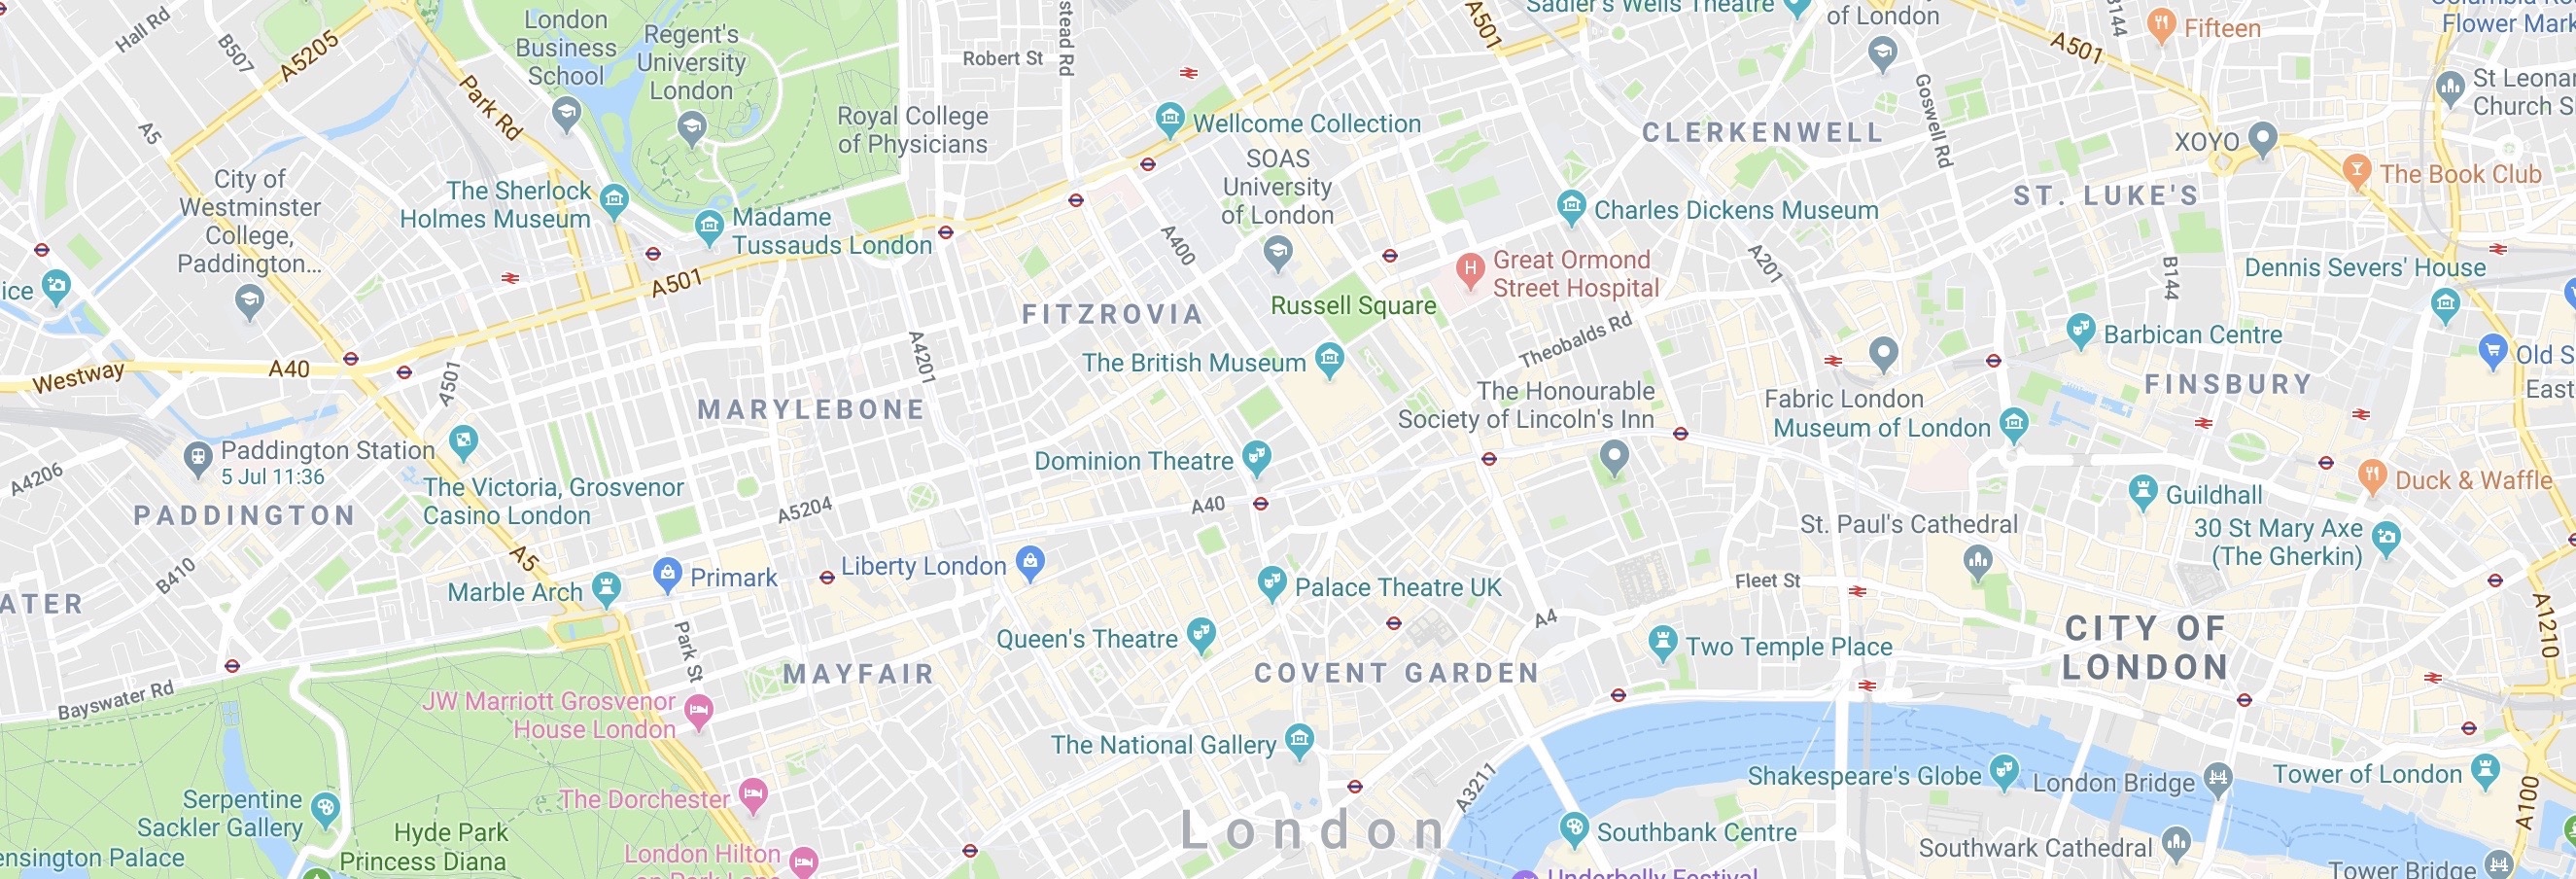 London
Business
School
Regent's
University
London
Hall Rd
B507
A5205
Park Rd
A5
Robert St
stead Rd
A501
Sadler's Wells Theatre
of London
B144
A501
Fifteen
Flower Mark
St Leonar
Church S
Royal College
of Physicians
Wellcome Collection
SOAS
University
of London
CLERKENWELL
Goswell Rd
XOYO
The Book Club
ST. LUKE'S
City of
Westminster
College,
Paddington...
The Sherlock
Holmes Museum
Madame
Tussauds London
A400
Charles Dickens Museum
A201
Great Ormond
Street Hospital
B144
Dennis Severs' House
ice
A501
FITZROVIA
Russell Square
Theobalds Rd
Barbican Centre
Old S
East
FINSBURY
Westway
A40
A501
A4201
The British Museum
MARYLEBONE
The Honourable
Society of Lincoln's Inn
Fabric London
Museum of London
Paddington Station
5 Jul 11:36
A4206
PADDINGTON
The Victoria, Grosvenor
Casino London
Dominion Theatre
A5204
A40
Guildhall
Duck & Waffle
St. Paul's Cathedral
30 St Mary Axe
(The Gherkin)
B410
A5
ATER
Marble Arch
Primark
Liberty London
Palace Theatre UK
Fleet St
A4
Queen's Theatre
Two Temple Place
CITY OF
LONDON
A1210
Park St
MAYFAIR
COVENT GARDEN
Bayswater Rd
JW Marriott Grosvenor
House London
The National Gallery
Shakespeare's Globe
London Bridge
Tower of London
A3211
A100
Serpentine
Sackler Gallery
The Dorchester
London
Southbank Centre
Hyde Park
Princess Diana
ensington Palace
London Hilton
on Park Lane
Southwark Cathedral
Underbelly Festival
Tower Bridge